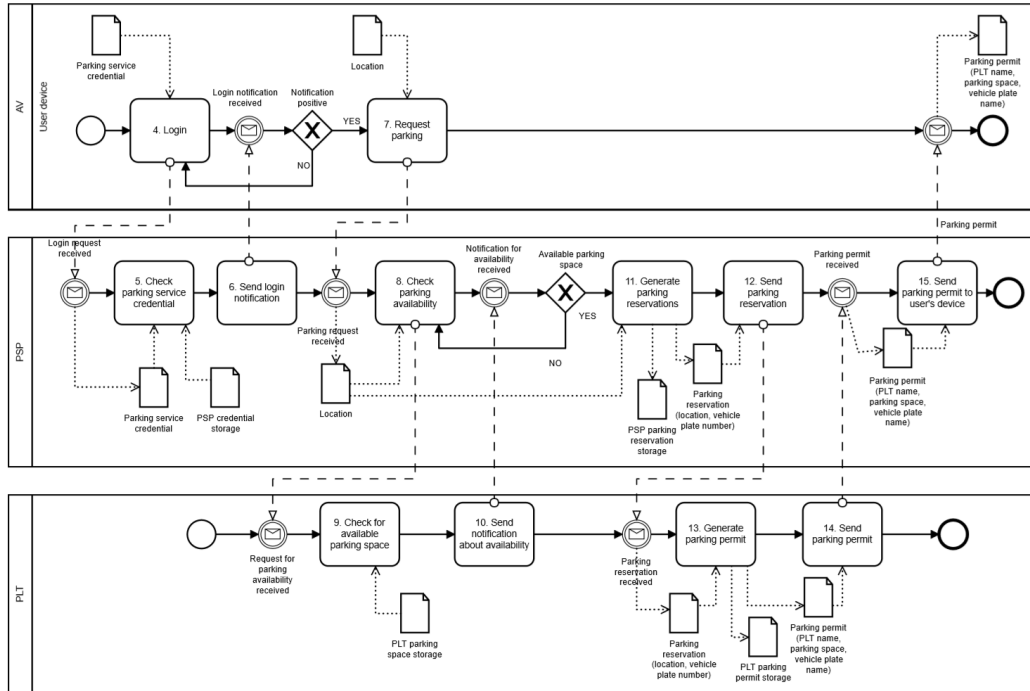 AV
User device
Parking service
credential
4. Login
Login notification
received
Notification
positive
YES
NO
Location
7. Request
parking
Parking permit
(PLT name,
parking space,
vehicle plate
name)
Parking permit
PSP
Login request
received
5. Check
parking service
credential
6. Send login
notification
Parking request
received
8. Check
parking
availability
Notification for
availability
received
Available parking
space
YES
NO
11. Generate
parking
reservations
12. Send
parking
reservation
Parking permit
received
15. Send
parking permit to
user's device
Parking service
credential
PSP credential
storage
Location
PSP parking
reservation
storage
Parking
reservation
(location, vehicle
plate number)
Parking permit
(PLT name,
parking space,
vehicle plate
name)
PLT
Request for
parking
availability
received
9. Check for
available
parking space
10. Send
notification
about availability
Parking
reservation
received
13. Generate
parking permit
14. Send
parking permit
PLT parking
space storage
Parking
reservation
(location, vehicle
plate number)
PLT parking
permit storage
Parking permit
(PLT name,
parking space,
vehicle plate
name)